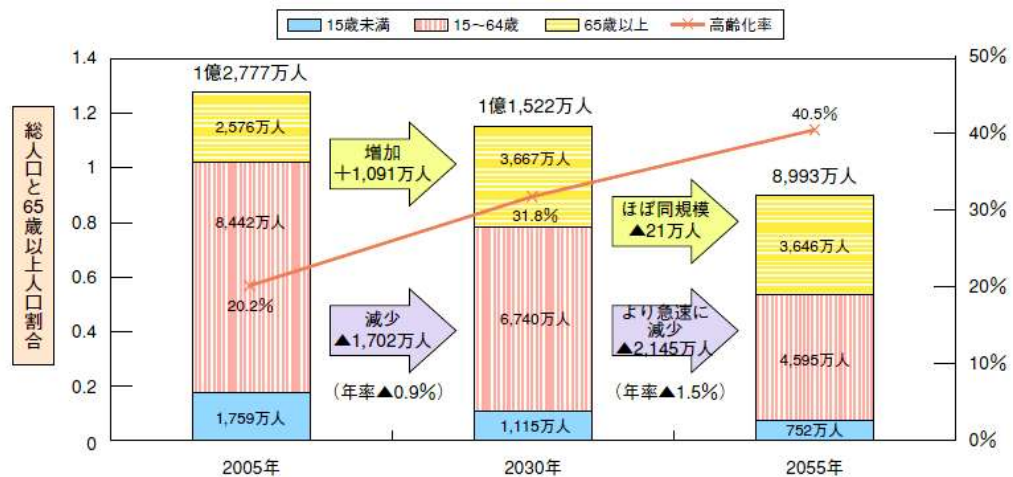 15歳未満 15～64歳 65歳以上 高齢化率
総人口と65歳以上人口割合
1.4
1.2
1
0.8
0.6
0.4
0.2
0
50%
40%
30%
20%
10%
0%
1億2,777万人
2,576万人
8,442万人
20.2%
1,759万人
2005年
増加
＋1,091万人
減少
▲1,702万人
（年率▲0.9%）
1億1,522万人
3,667万人
31.8%
6,740万人
1,115万人
2030年
ほぼ同規模
▲21万人
より急速に
減少
▲2,145万人
（年率▲1.5%）
40.5%
8,993万人
3,646万人
4,595万人
752万人
2055年